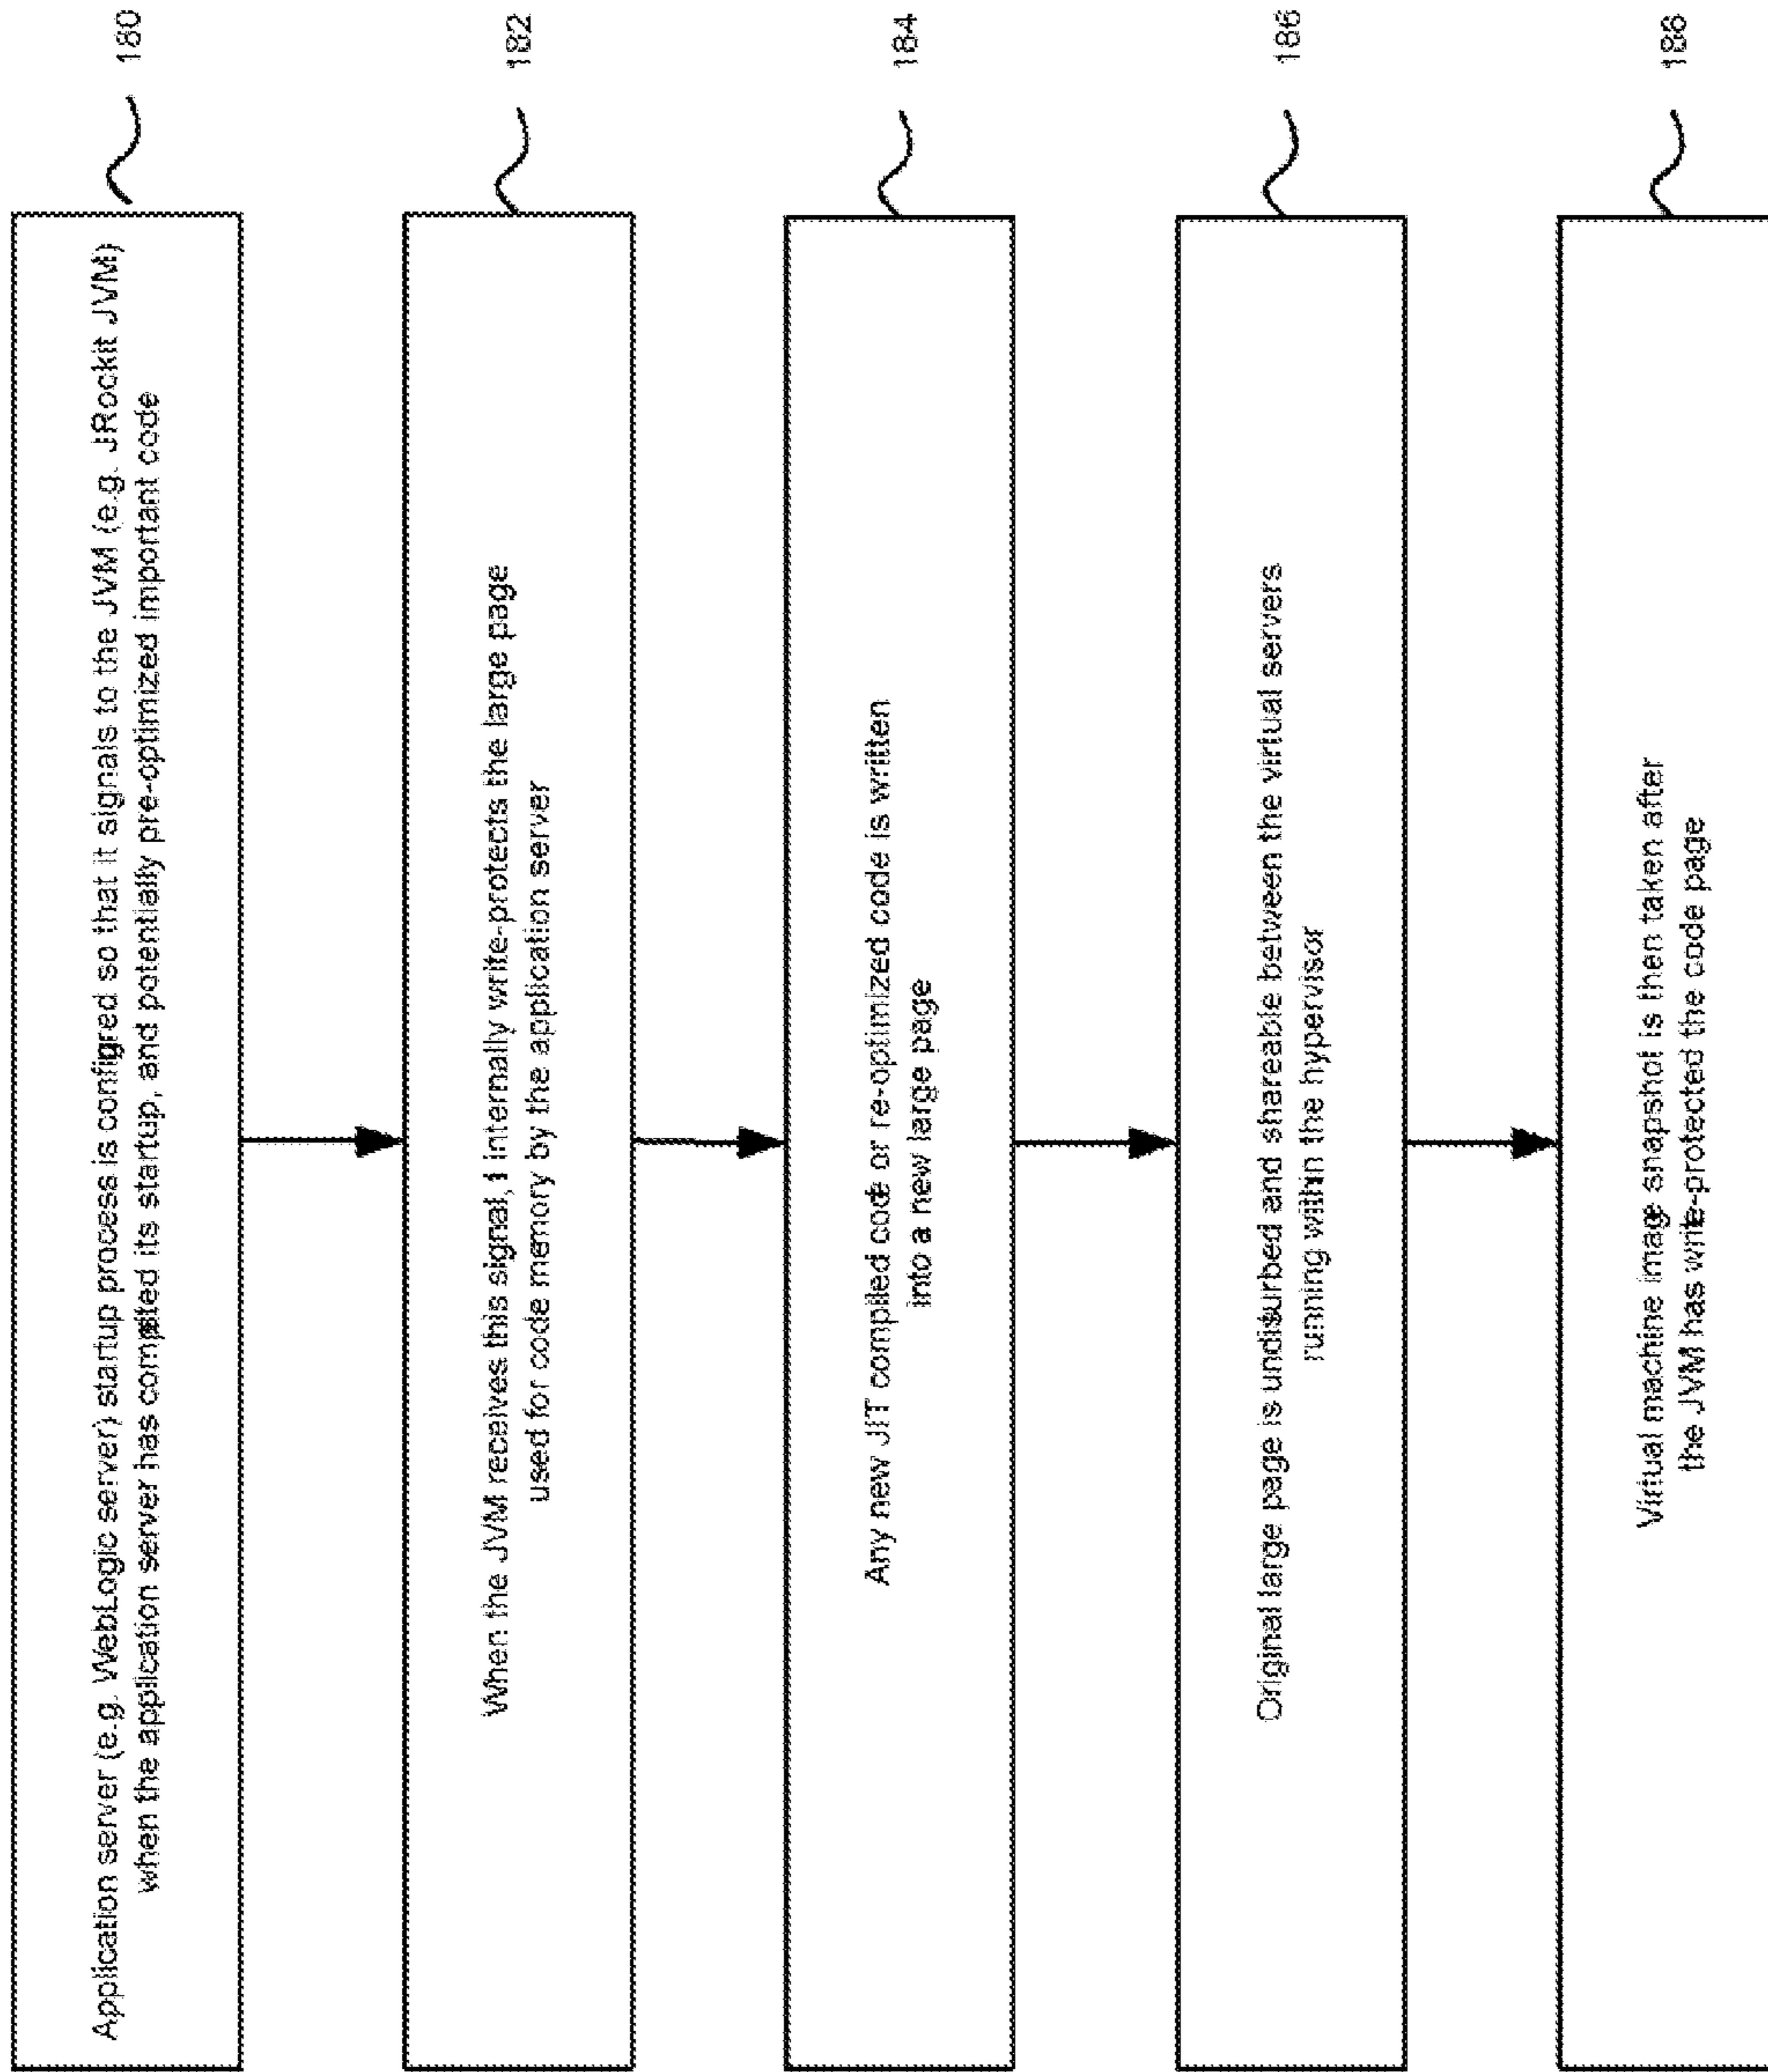 Application server (e.g. WebLogic server) startup process is configred so that it signals to the JVM (e.g. JRockit JVM)
when the application server has completed its startup, and potentially pre-optimized important code
180
When the JVM receives this signal, it internally write-protects the large page
used for code memory by the application server
182
Any new JIT compiled code or re-optimized code is written
into a new large page
184
Original large page is undisurbed and shareable between the virtual servers
running within the hypervisor
186
Virtual machine image snapshot is then taken after
the JVM has write-protected the code page
188